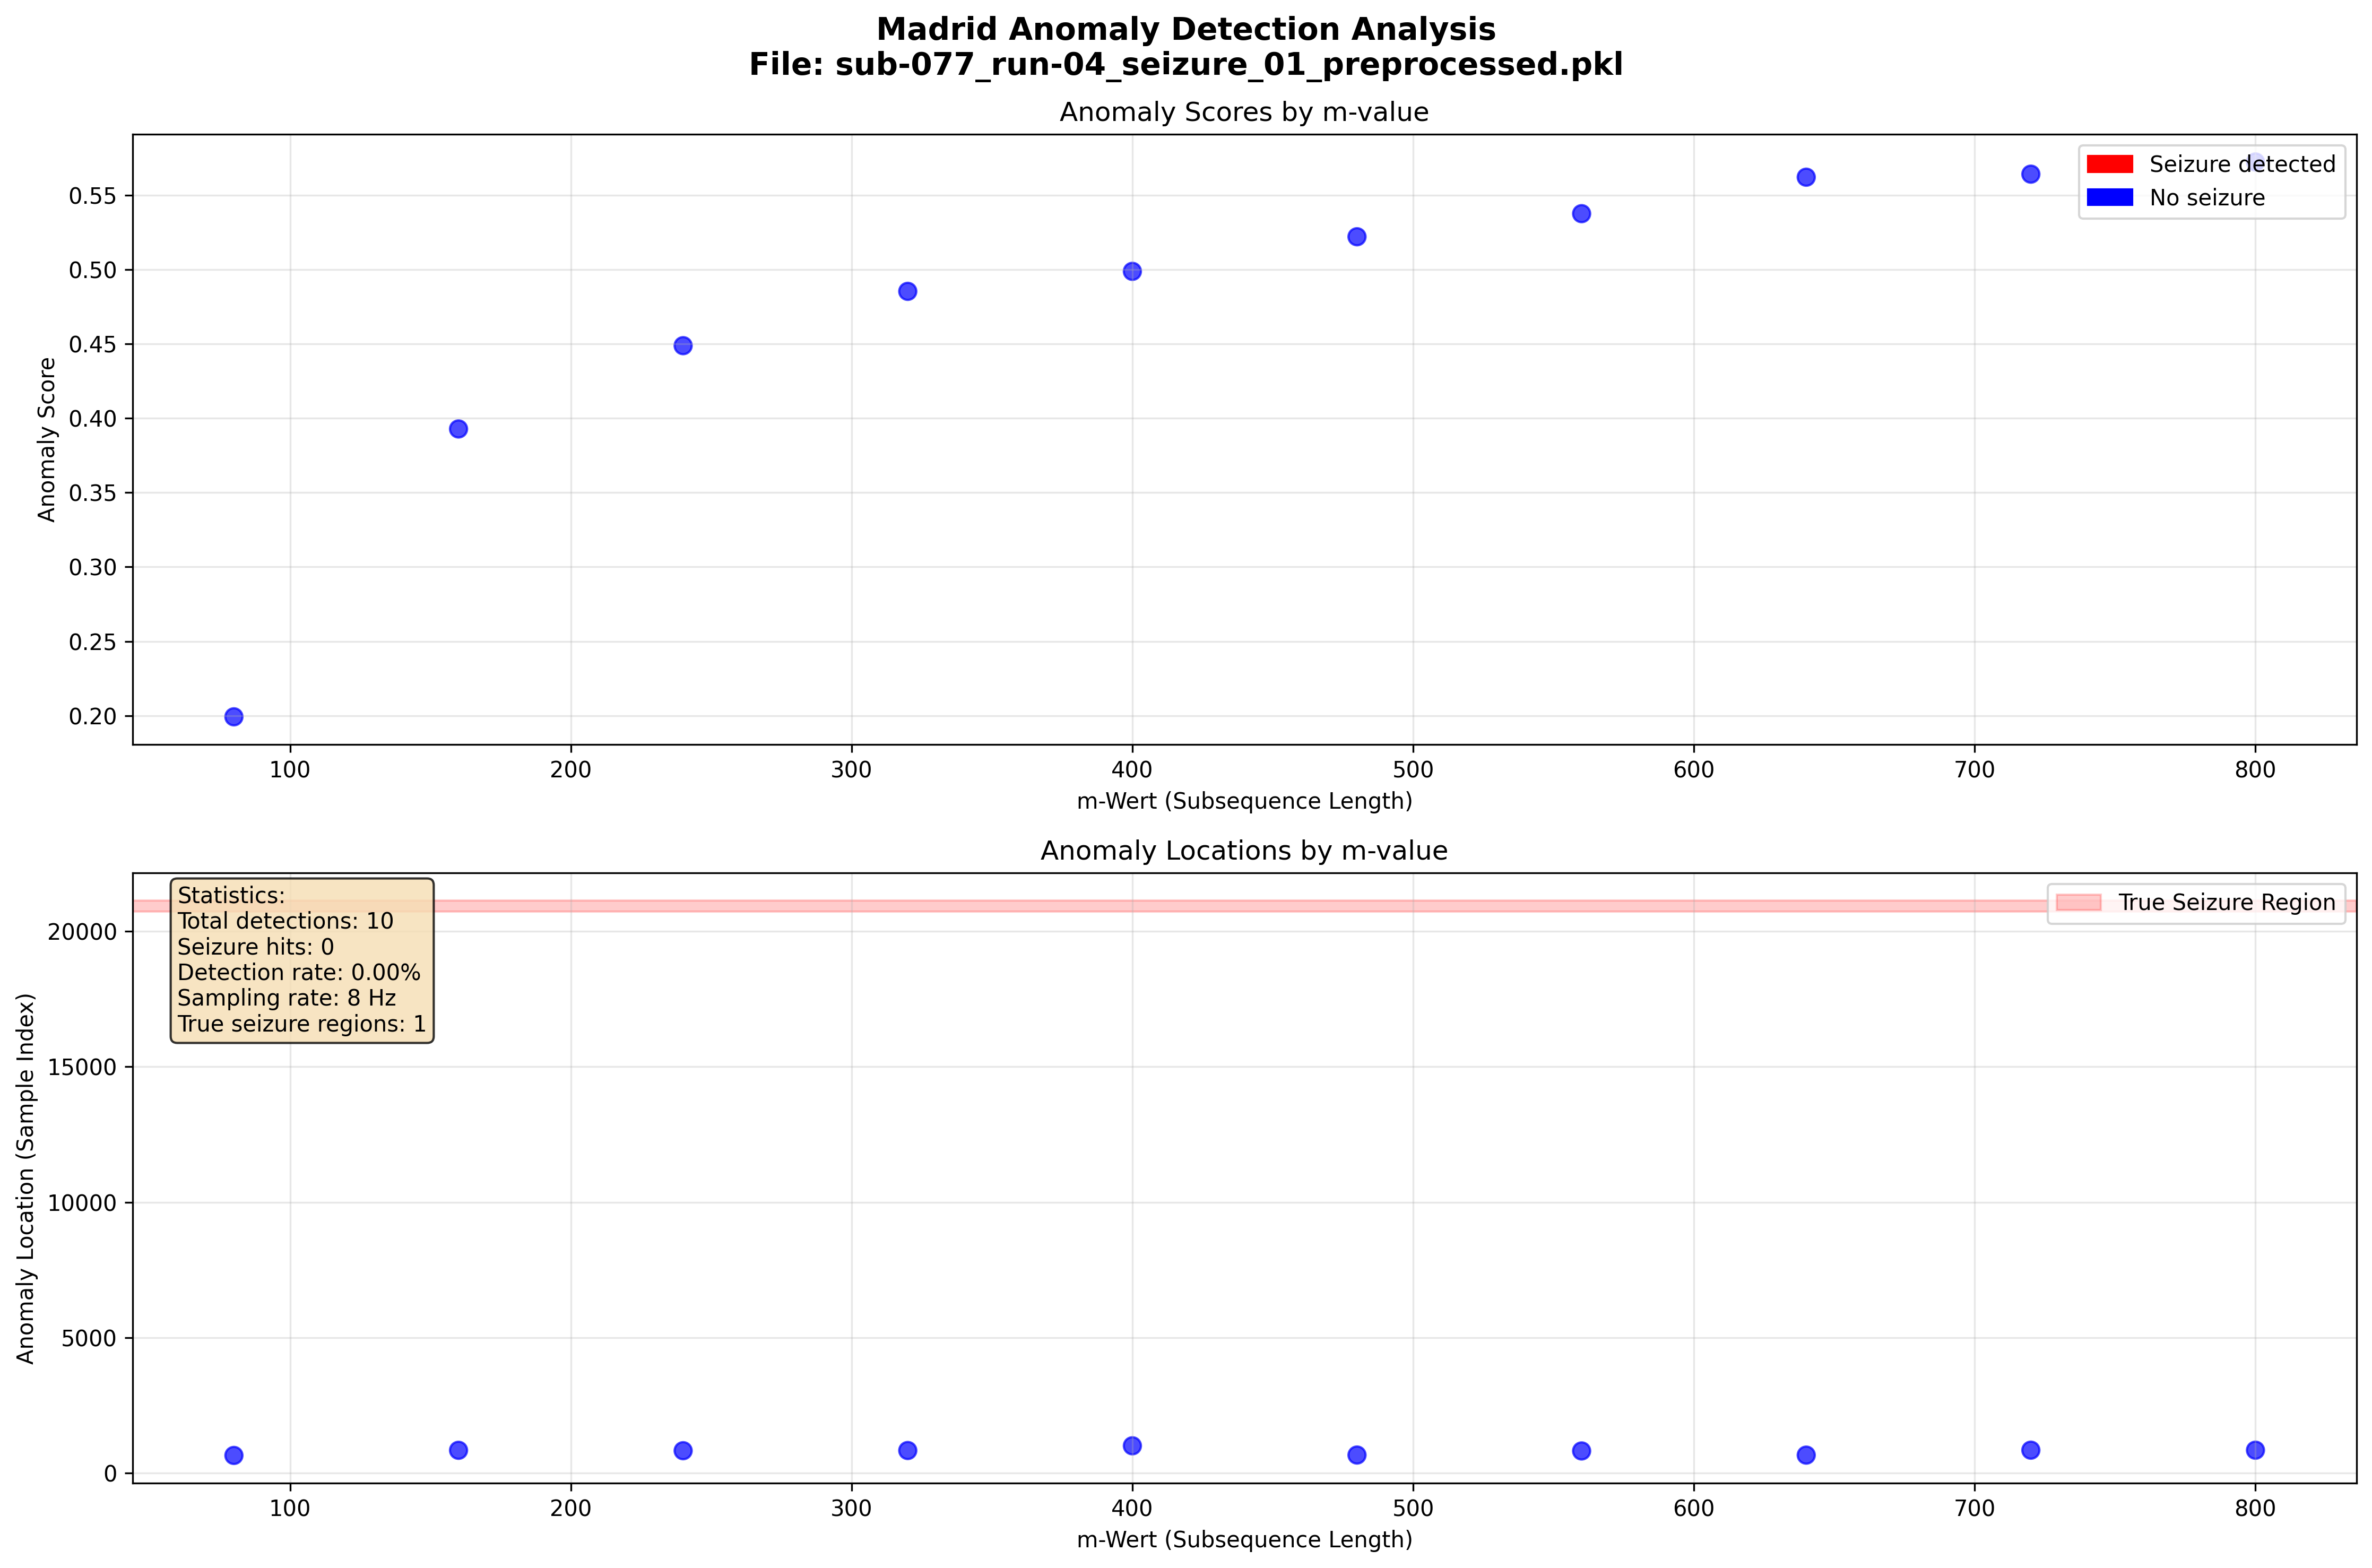 Madrid Anomaly Detection Analysis
File: sub-077_run-04_seizure_01_preprocessed.pkl
Anomaly Scores by m-value
Seizure detected
No seizure
Anomaly Score
0.55
0.50
0.45
0.40
0.35
0.30
0.25
0.20
100 200 300 400 500 600 700 800
m-Wert (Subsequence Length)
Anomaly Locations by m-value
Statistics:
Total detections: 10
Seizure hits: 0
Detection rate: 0.00%
Sampling rate: 8 Hz
True seizure regions: 1
True Seizure Region
Anomaly Location (Sample Index)
20000
15000
10000
5000
0
100 200 300 400 500 600 700 800
m-Wert (Subsequence Length)